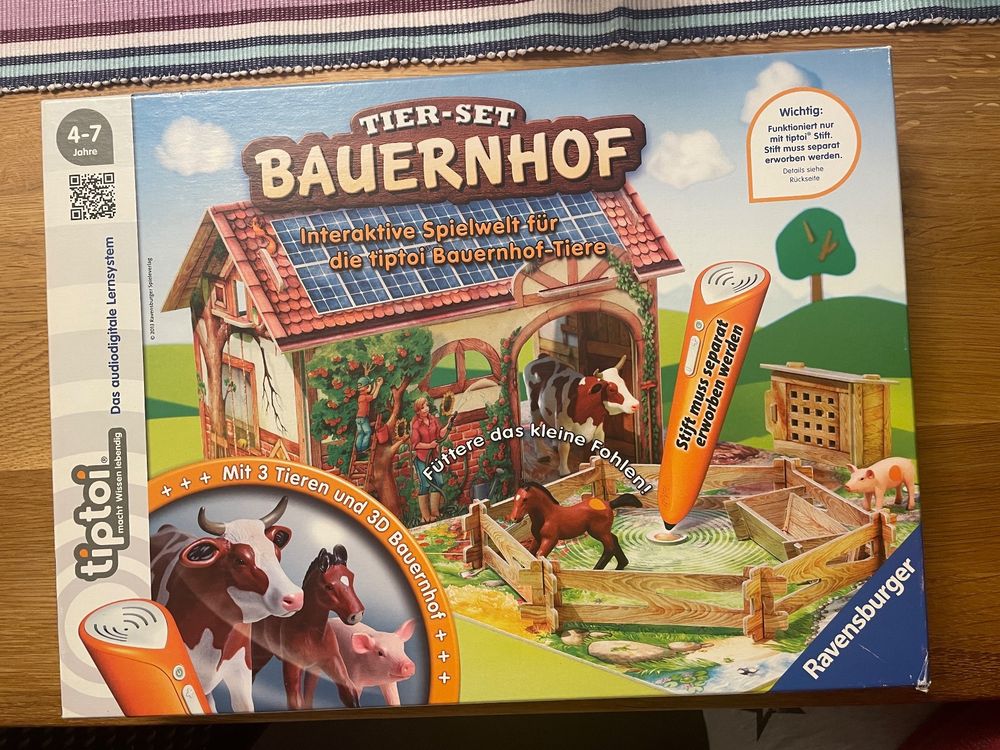 4-7
Jahre
Das audiodigitale Lernsystem
tiptoi®
macht Wissen lebendig
TIER-SET
BAUERNHOF
Interaktive Spielwelt für
die tiptoi Bauernhof-Tiere
Wichtig:
Funktioniert nur
mit tiptoi® Stift.
Stift muss separat
erworben werden.
Details siehe
Rückseite
Stift muss separat
erworben werden
Füttere das kleine Fohlen!
+ + + Mit 3 Tieren und 3D Bauernhof + + +
Ravensburger